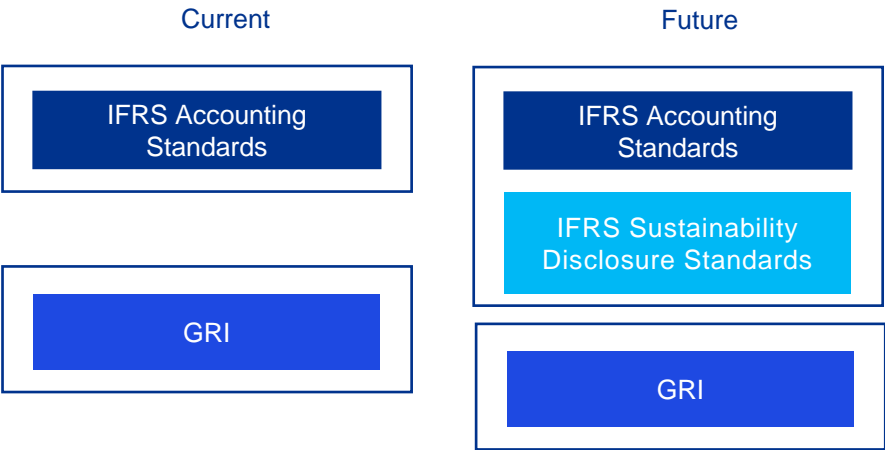 Current
Future
IFRS Accounting
Standards
IFRS Accounting
Standards
IFRS Sustainability
Disclosure Standards
GRI
GRI